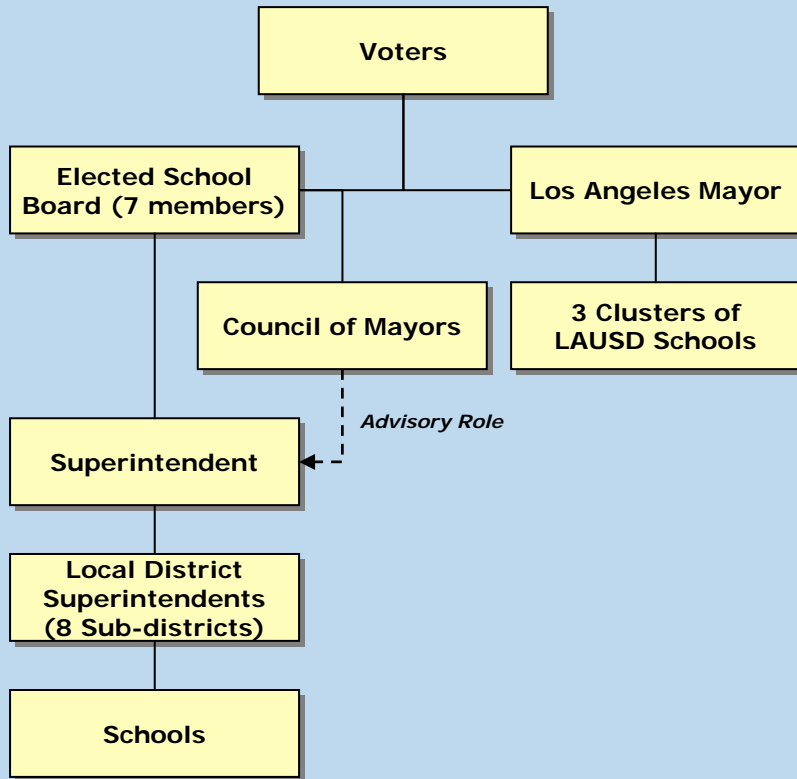 Voters
Elected School
Board (7 members)
Los Angeles Mayor
Council of Mayors
3 Clusters of
LAUSD Schools
Advisory Role
Superintendent
Local District
Superintendents
(8 Sub-districts)
Schools